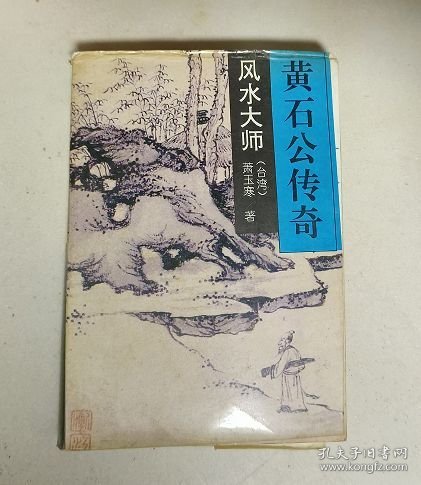 黄石公传奇
风水大师
（台湾）
萧玉寒 著
孔夫子旧书网
www.kongfz.com